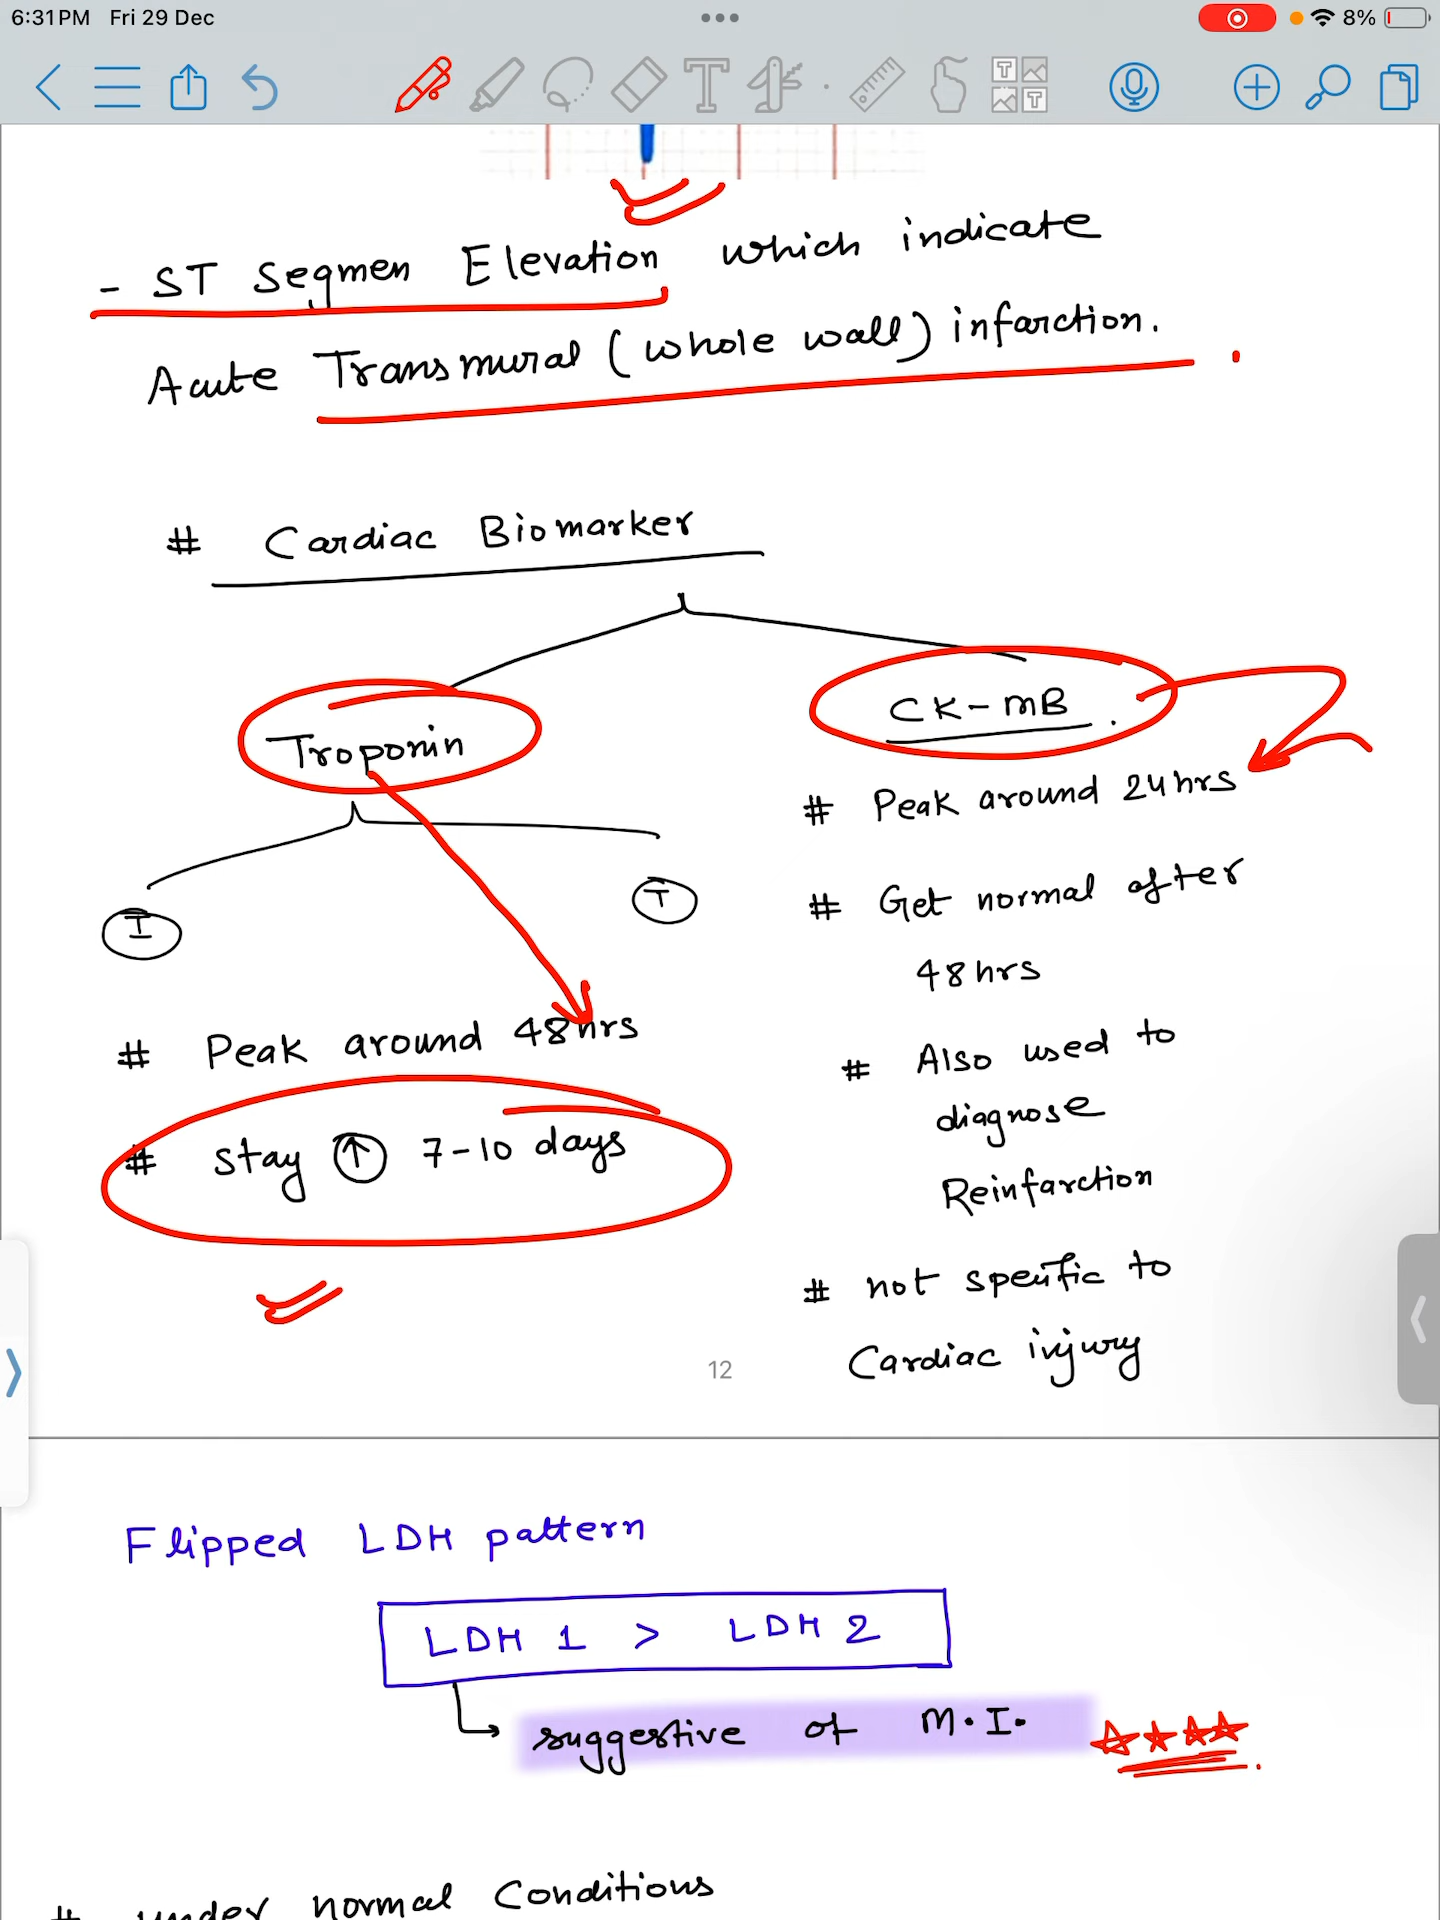 6:31 PM Fri 29 Dec
8%
- ST Segmen Elevation which indicate
Acute Transmural (whole wall) infarction.
# Cardiac Biomarker
Troponin
I
T
# Peak around 48hrs
# stay ↑ 7-10 days
CK-MB.
# Peak around 24hrs
# Get normal after
48hrs
# Also used to
diagnose
Reinfarction
# not specific to
Cardiac injury
12
Flipped LDH pattern
LDH 1 > LDH 2
suggestive of M.I.
# under normal Conditions